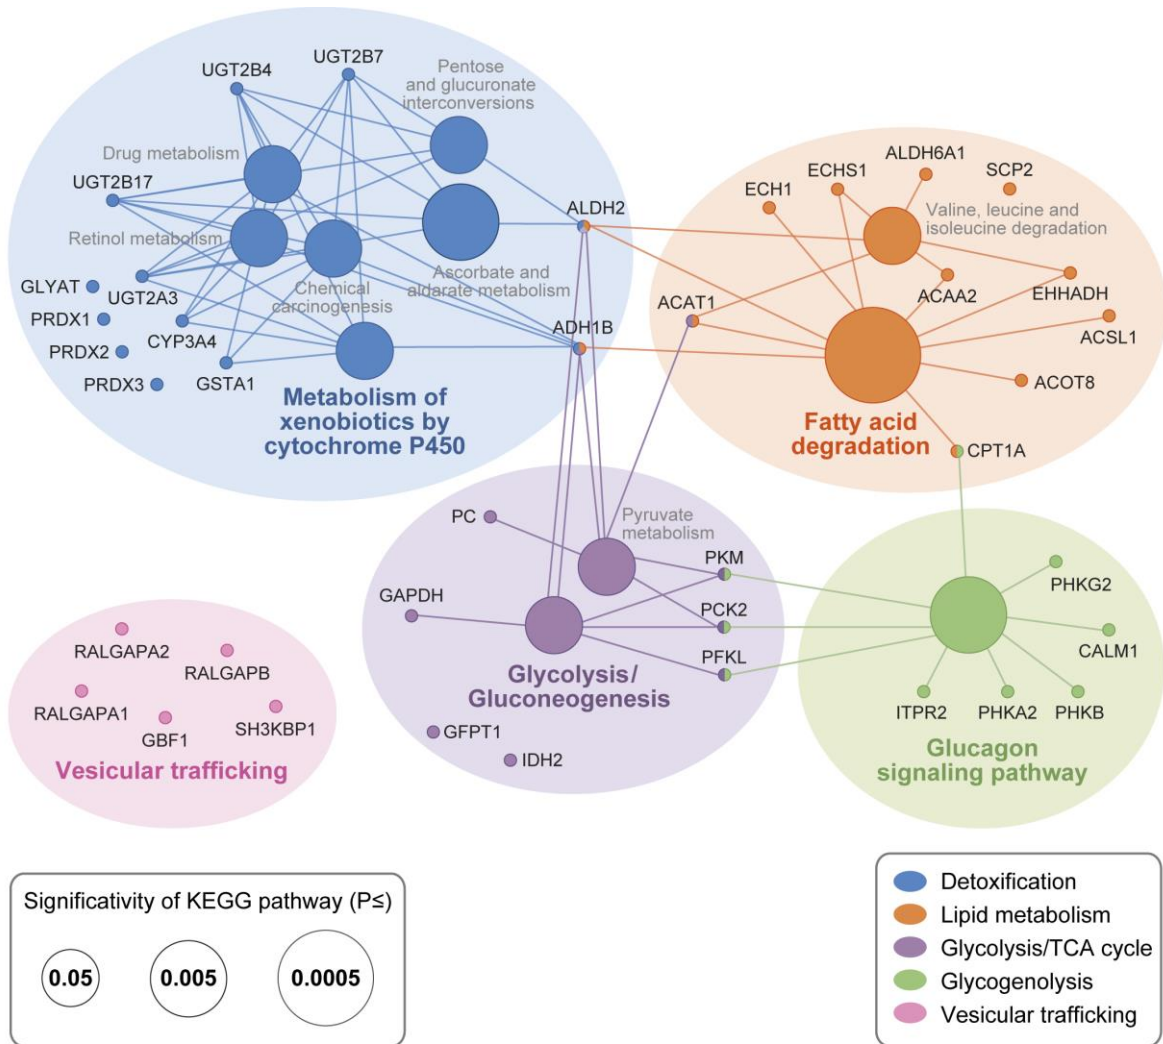 UGT2B4
UGT2B7
Pentose
and glucuronate
interconversions
Drug metabolism
UGT2B17
Retinol metabolism
GLYAT
UGT2A3
PRDX1
CYP3A4
PRDX2
GSTA1
PRDX3
Chemical
carcinogenesis
Ascorbate and
aldarate metabolism
Metabolism of
xenobiotics by
cytochrome P450
ALDH2
ADH1B
ECH1
ECHS1
ALDH6A1
SCP2
Valine, leucine and
isoleucine degradation
ACAT1
ACAA2
EHHADH
ACSL1
ACOT8
Fatty acid
degradation
CPT1A
PC
Pyruvate
metabolism
GAPDH
PKM
PCK2
PFKL
Glycolysis/
Gluconeogenesis
GFPT1
IDH2
PHKG2
CALM1
ITPR2
PHKA2
PHKB
Glucagon
signaling pathway
RALGAPA2
RALGAPB
RALGAPA1
GBF1
SH3KBP1
Vesicular trafficking
Significativity of KEGG pathway (P≤)
0.05
0.005
0.0005
Detoxification
Lipid metabolism
Glycolysis/TCA cycle
Glycogenolysis
Vesicular trafficking